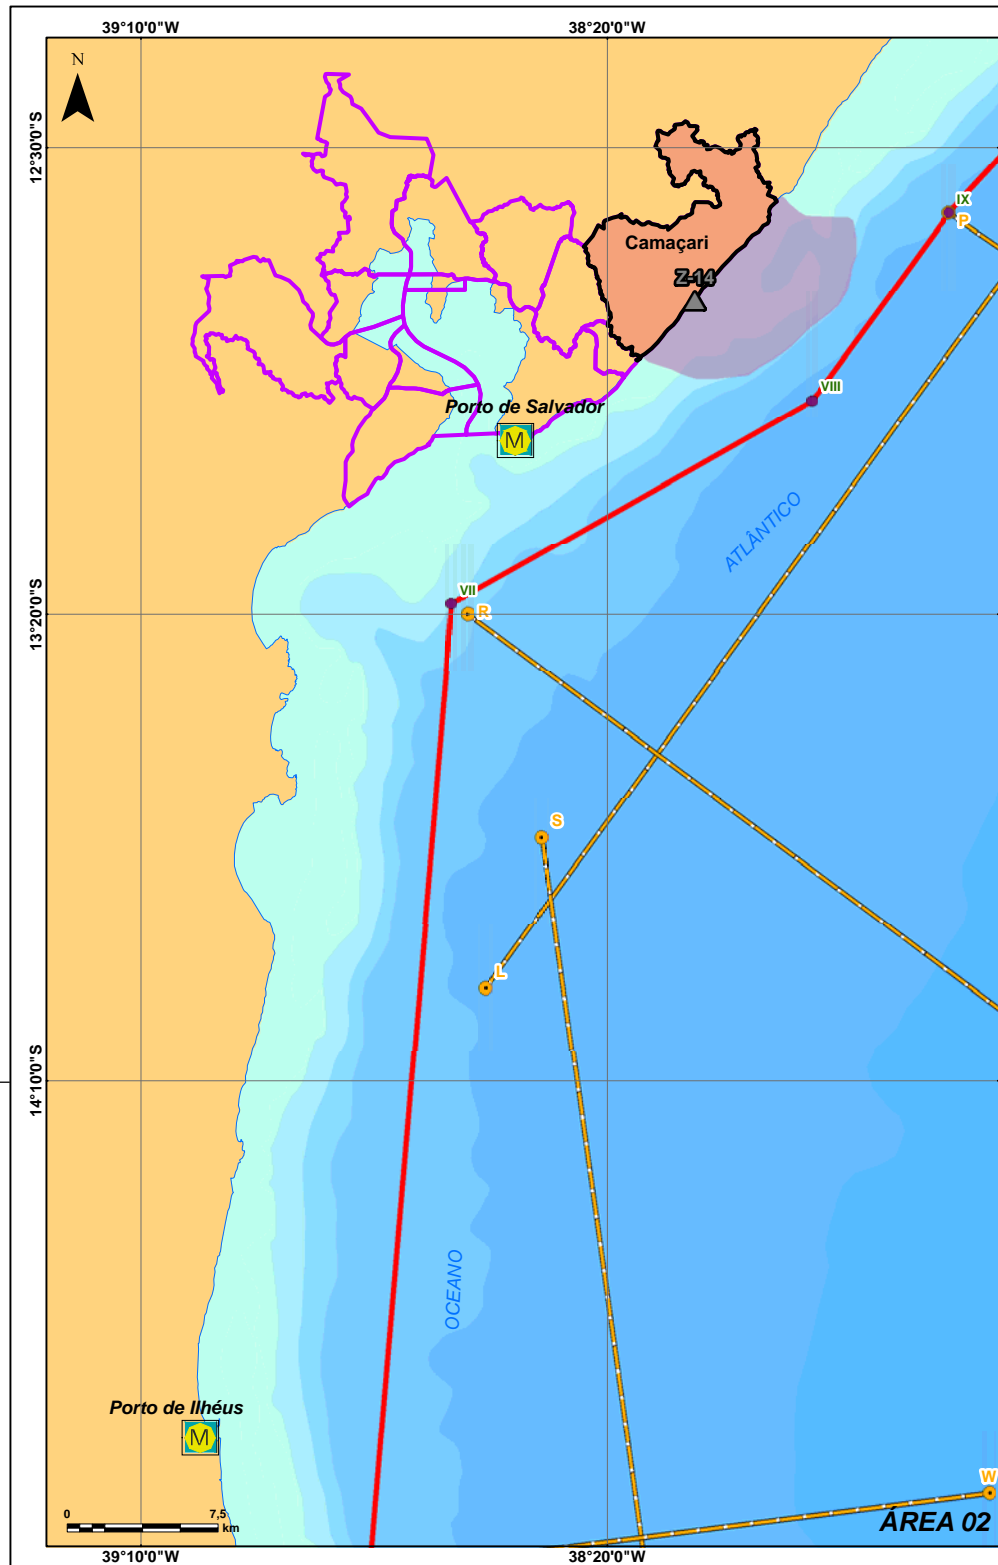 39°10'0"W
38°20'0"W
N
12°30'0"S
IX
P
Camaçari
Z-14
VIII
Porto de Salvador
M
ATLÂNTICO
VII
R
13°20'0"S
S
L
14°10'0"S
OCEANO
Porto de Ilhéus
M
W
0 7,5
km
ÁREA 02
39°10'0"W
38°20'0"W